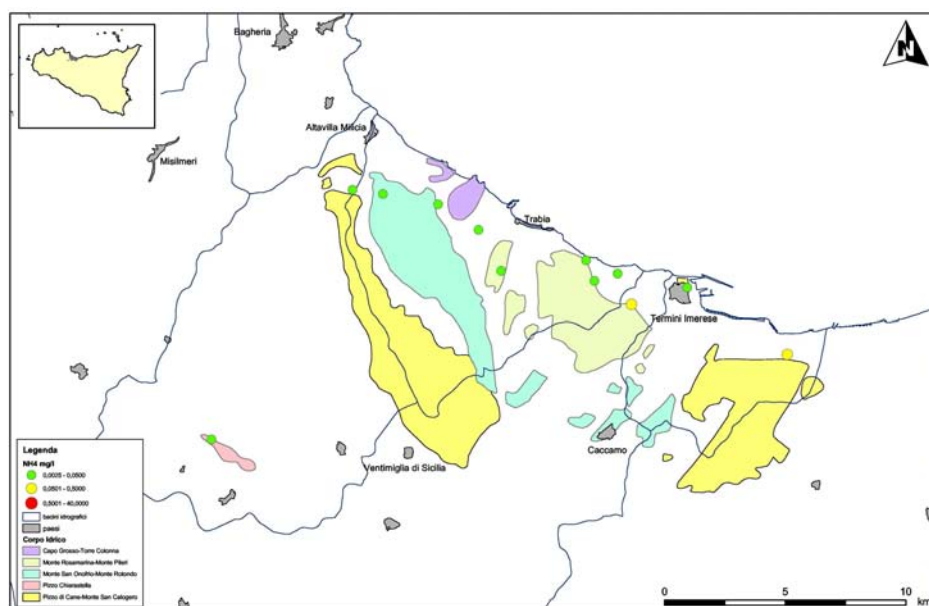 Bagheria
N
Altavilla Milicia
Misilmeri
Trabia
Termini Imerese
Caccamo
Ventimiglia di Sicilia
Legenda
NH4 mg/l
0,0025 - 0,0500
0,0501 - 0,5000
0,5001 - 40,0000
bacini idrografici
paesi
Corpo Idrico
Capo Grosso-Torre Colonna
Monte Rosamarina-Monte Pileri
Monte San Onofrio-Monte Rotondo
Pizzo Chiarastella
Pizzo di Cane-Monte San Calogero
0 5 10
km